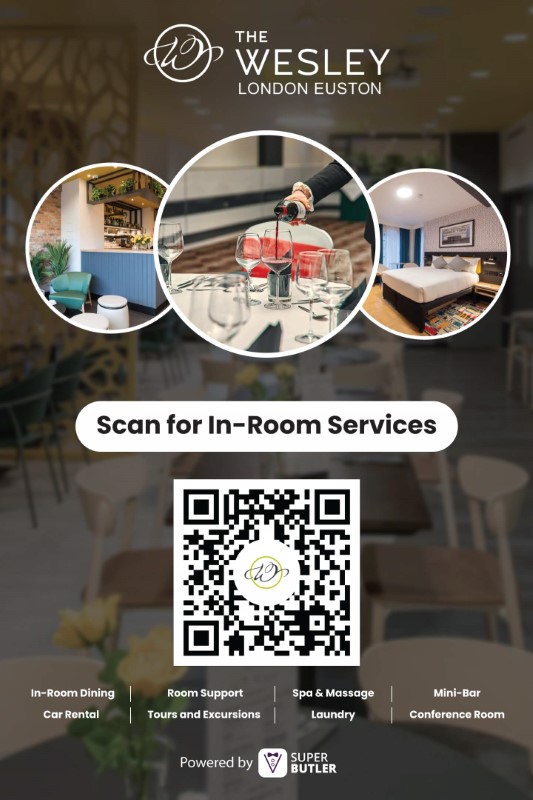 THE
WESLEY
LONDON EUSTON
Scan for In-Room Services
In-Room Dining
Room Support
Spa & Massage
Mini-Bar
Car Rental
Tours and Excursions
Laundry
Conference Room
Powered by
SUPER
BUTLER